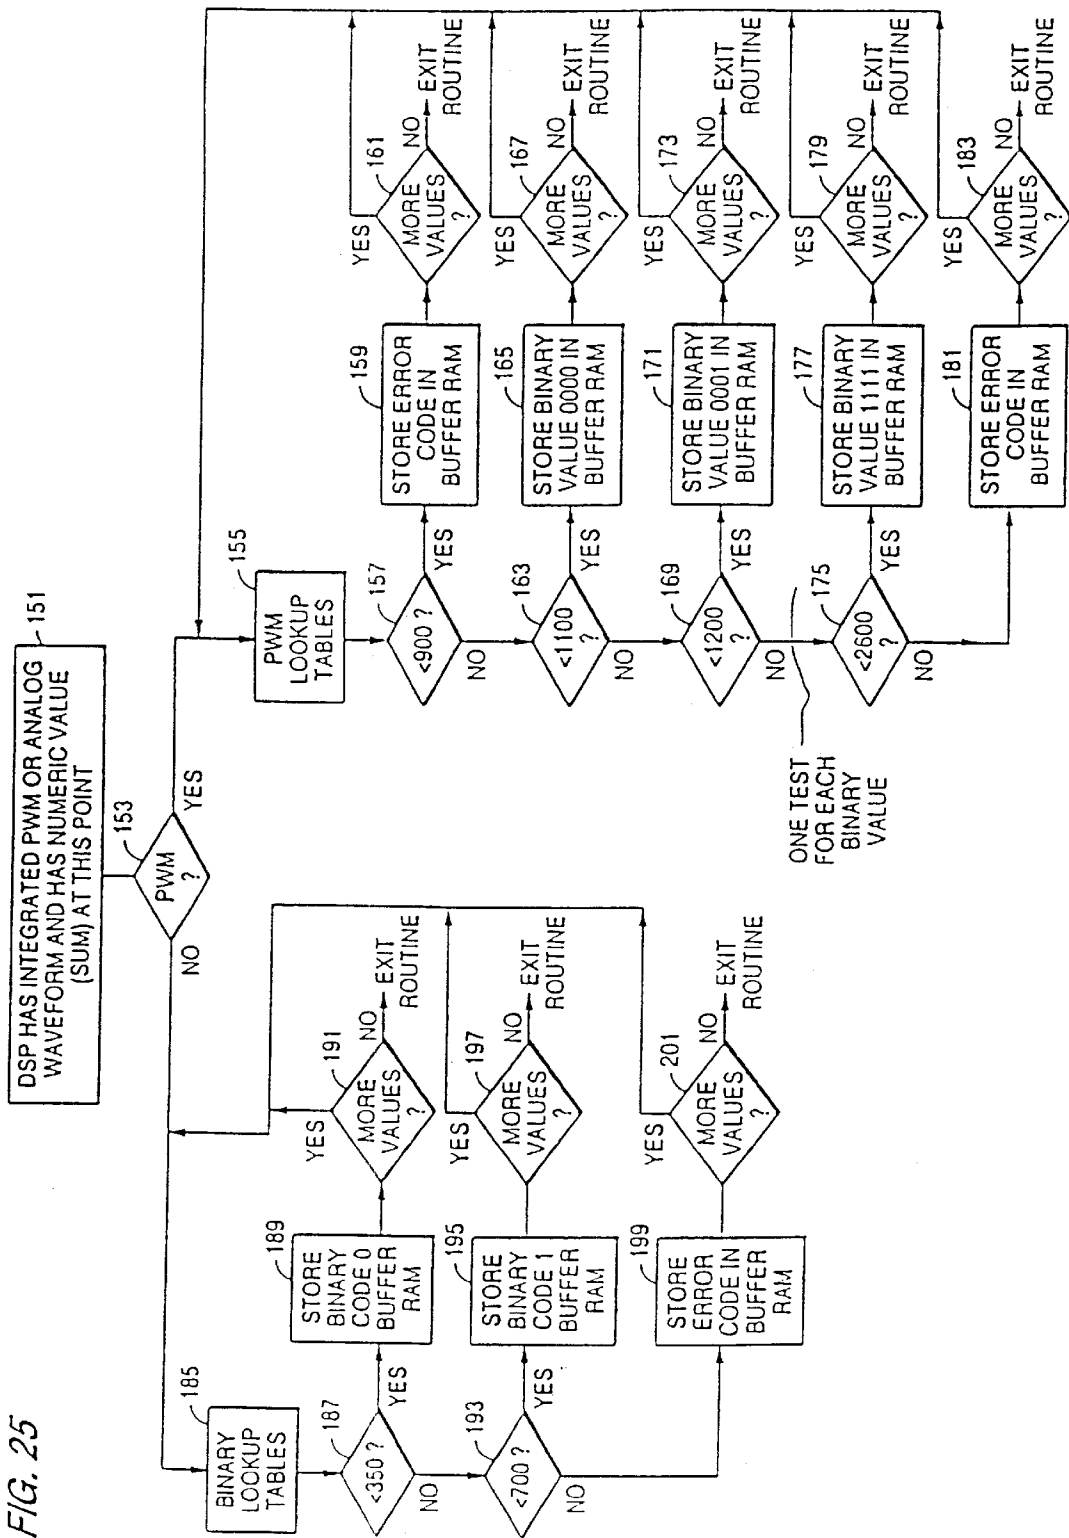 FIG. 25
DSP HAS INTEGRATED PWM OR ANALOG
WAVEFORM AND HAS NUMERIC VALUE
(SUM) AT THIS POINT
151
PWM
?
153
NO
YES
BINARY
LOOKUP
TABLES
185
<350 ?
187
YES
NO
STORE
BINARY
CODE 0
BUFFER
RAM
189
MORE
VALUES
?
191
YES
NO
EXIT
ROUTINE
<700 ?
193
YES
NO
STORE
BINARY
CODE 1
BUFFER
RAM
195
MORE
VALUES
?
197
YES
NO
EXIT
ROUTINE
STORE
ERROR
CODE IN
BUFFER
RAM
199
MORE
VALUES
?
201
YES
NO
EXIT
ROUTINE
PWM
LOOKUP
TABLES
155
<900 ?
157
YES
NO
STORE ERROR
CODE IN
BUFFER RAM
159
MORE
VALUES
?
161
YES
NO
EXIT
ROUTINE
<1100
?
163
YES
NO
STORE BINARY
VALUE 0000 IN
BUFFER RAM
165
MORE
VALUES
?
167
YES
NO
EXIT
ROUTINE
<1200
?
169
YES
NO
STORE BINARY
VALUE 0001 IN
BUFFER RAM
171
MORE
VALUES
?
173
YES
NO
EXIT
ROUTINE
ONE TEST
FOR EACH
BINARY
VALUE
<2600
?
175
YES
NO
STORE BINARY
VALUE 1111 IN
BUFFER RAM
177
MORE
VALUES
?
179
YES
NO
EXIT
ROUTINE
STORE ERROR
CODE IN
BUFFER RAM
181
MORE
VALUES
?
183
YES
NO
EXIT
ROUTINE